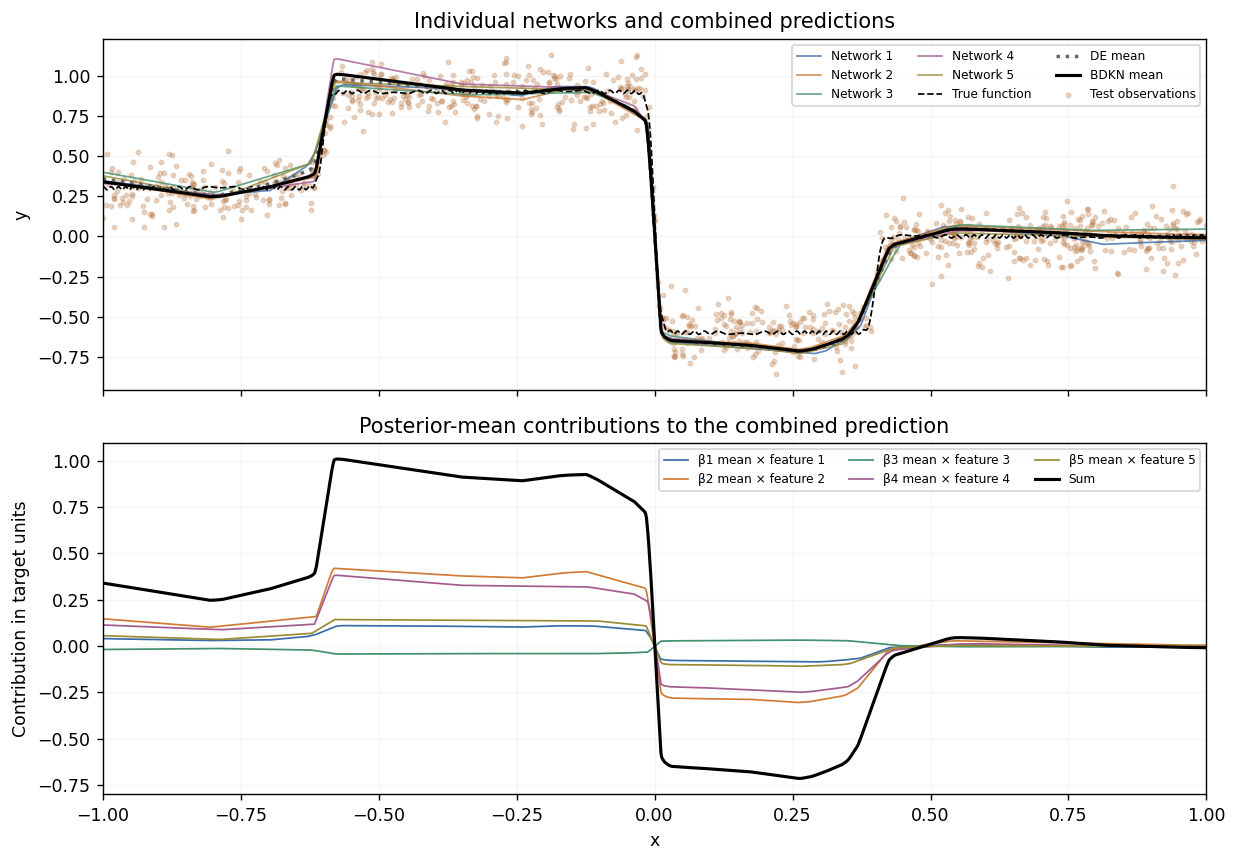 Individual networks and combined predictions
Network 1
Network 2
Network 3
Network 4
Network 5
True function
DE mean
BDKN mean
Test observations
y
1.00
0.75
0.50
0.25
0.00
−0.25
−0.50
−0.75
Posterior-mean contributions to the combined prediction
β1 mean × feature 1
β2 mean × feature 2
β3 mean × feature 3
β4 mean × feature 4
β5 mean × feature 5
Sum
Contribution in target units
1.00
0.75
0.50
0.25
0.00
−0.25
−0.50
−0.75
−1.00
−0.75
−0.50
−0.25
0.00
0.25
0.50
0.75
1.00
x